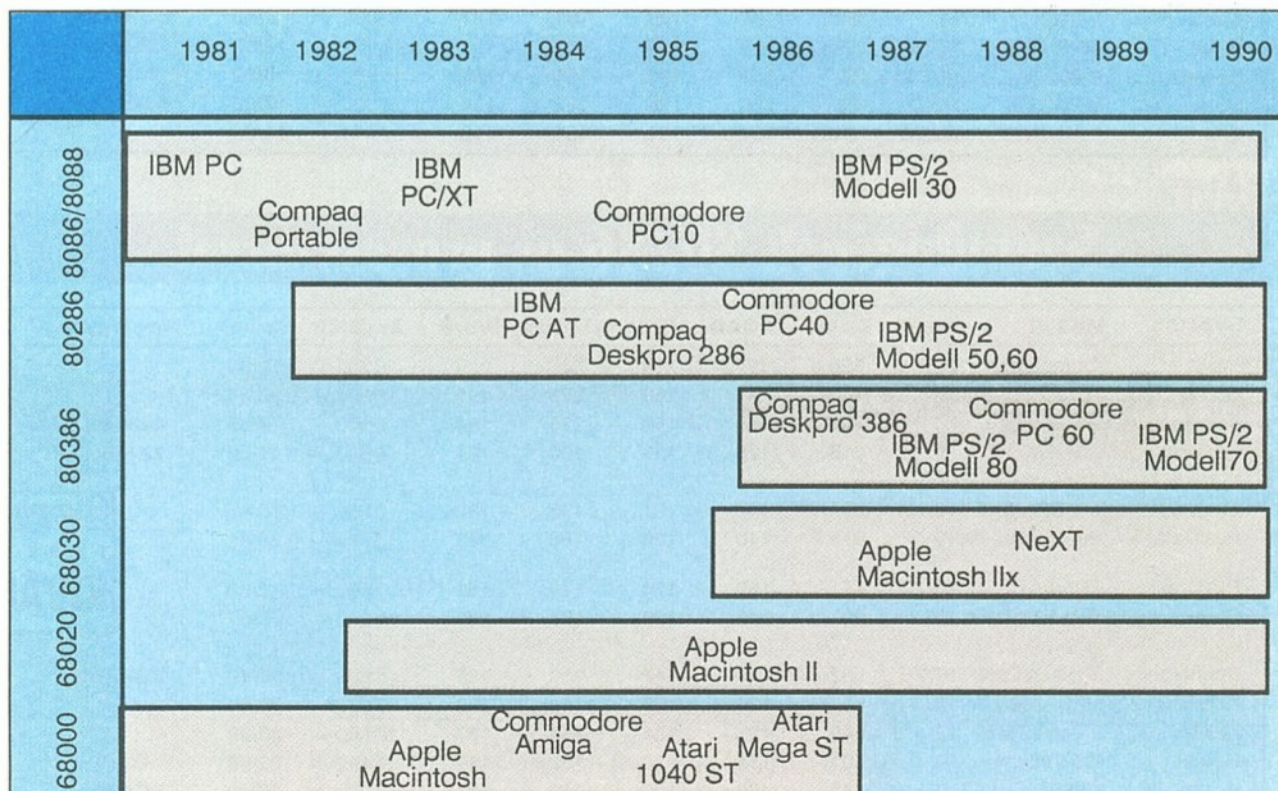 1981 1982 1983 1984 1985 1986 1987 1988 1989 1990
8086/8088
IBM PC
IBM
PC/XT
Compaq
Portable
Commodore
PC10
IBM PS/2
Modell 30
80286
IBM
PC AT
Compaq
Deskpro 286
Commodore
PC40
IBM PS/2
Modell 50,60
80386
Compaq
Deskpro 386
IBM PS/2
Modell 80
Commodore
PC 60
IBM PS/2
Modell70
68030
Apple
Macintosh IIx
NeXT
68020
Apple
Macintosh II
68000
Apple
Macintosh
Commodore
Amiga
Atari
1040 ST
Atari
Mega ST